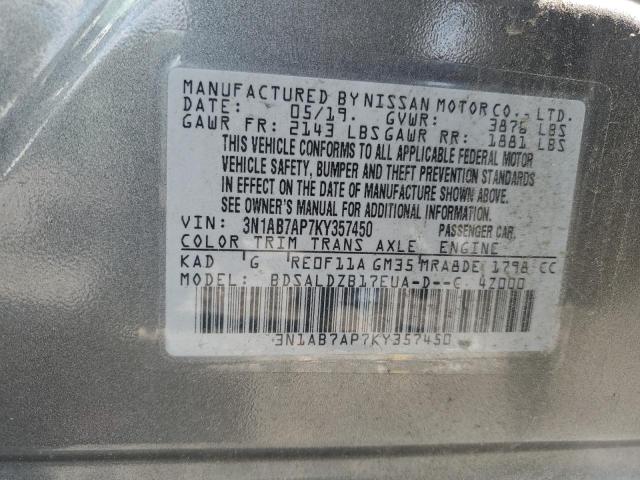 MANUFACTURED BY NISSAN MOTOR CO., LTD.
DATE: 05/19. GVWR: 3876 LBS
GAWR FR: 2143 LBS GAWR RR: 1881 LBS
THIS VEHICLE CONFORMS TO ALL APPLICABLE FEDERAL MOTOR
VEHICLE SAFETY, BUMPER AND THEFT PREVENTION STANDARDS
IN EFFECT ON THE DATE OF MANUFACTURE SHOWN ABOVE.
SEE OWNER'S MANUAL FOR ADDITIONAL INFORMATION.
VIN: 3N1AB7AP7KY357450 PASSENGER CAR.
COLOR TRIM TRANS AXLE ENGINE
KAD G RE0F11A GM35 MRA8DE 1798 CC
MODEL: BDSALDZB17EUA-D--C 4Z000
3N1AB7AP7KY357450